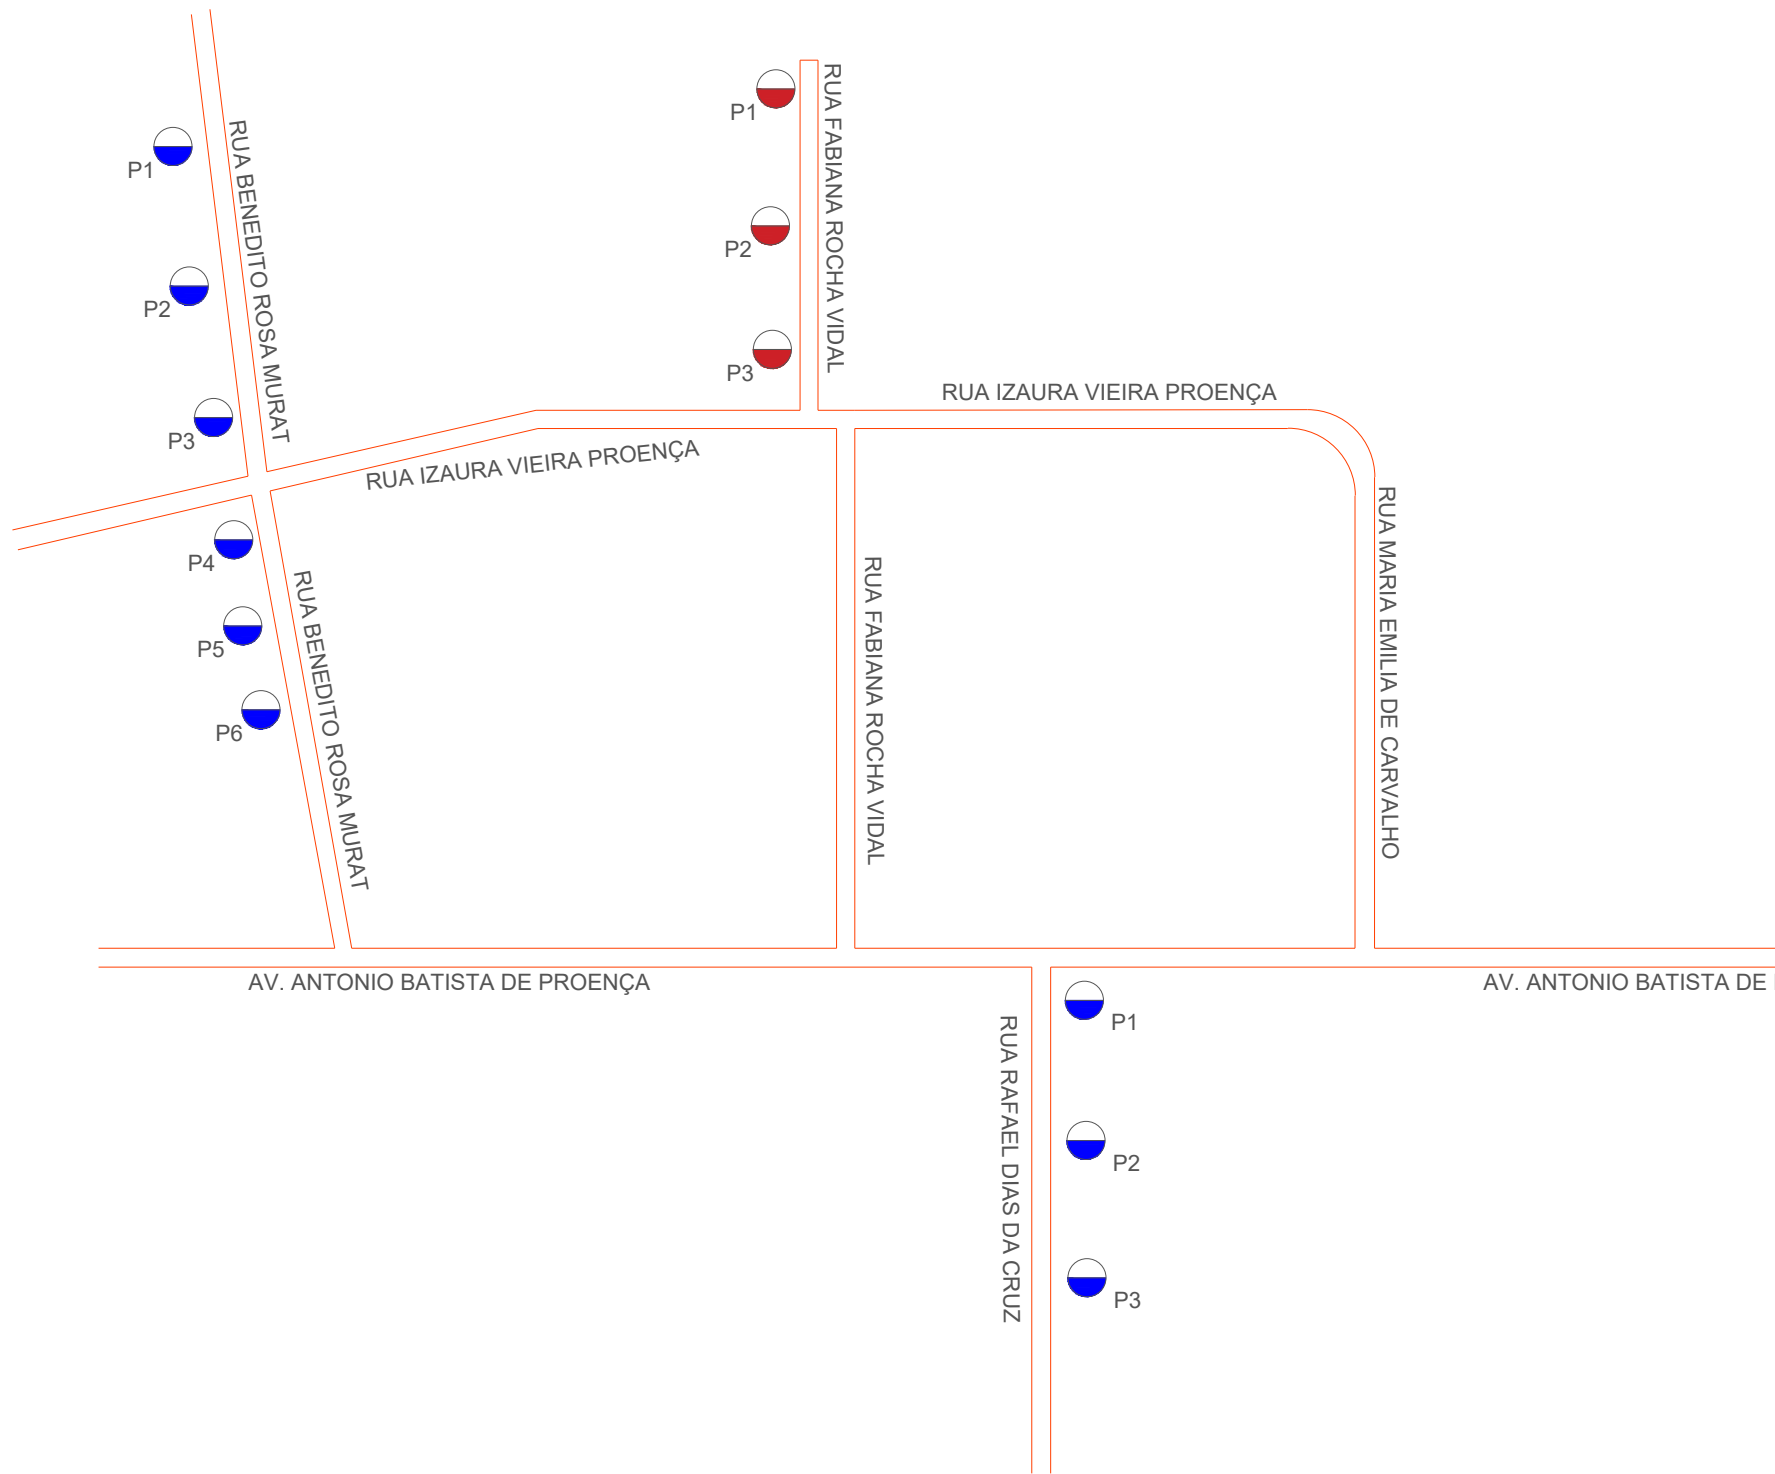 P1
RUA FABIANA ROCHA VIDAL
P1
RUA BENEDITO ROSA MURAT
P2
P2
P3
RUA IZAURA VIEIRA PROENÇA
P3
RUA IZAURA VIEIRA PROENÇA
P4
RUA MARIA EMILIA DE CARVALHO
RUA FABIANA ROCHA VIDAL
RUA BENEDITO ROSA MURAT
P5
P6
AV. ANTONIO BATISTA DE PROENÇA
AV. ANTONIO BATISTA DE
RUA RAFAEL DIAS DA CRUZ
P1
P2
P3